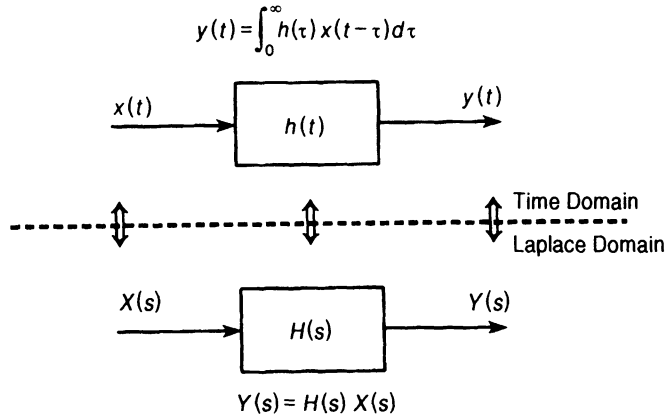 y(t) = ∫₀^∞ h(τ) x(t−τ)dτ
x(t)
h(t)
y(t)
Time Domain
Laplace Domain
X(s)
H(s)
Y(s)
Y(s) = H(s) X(s)